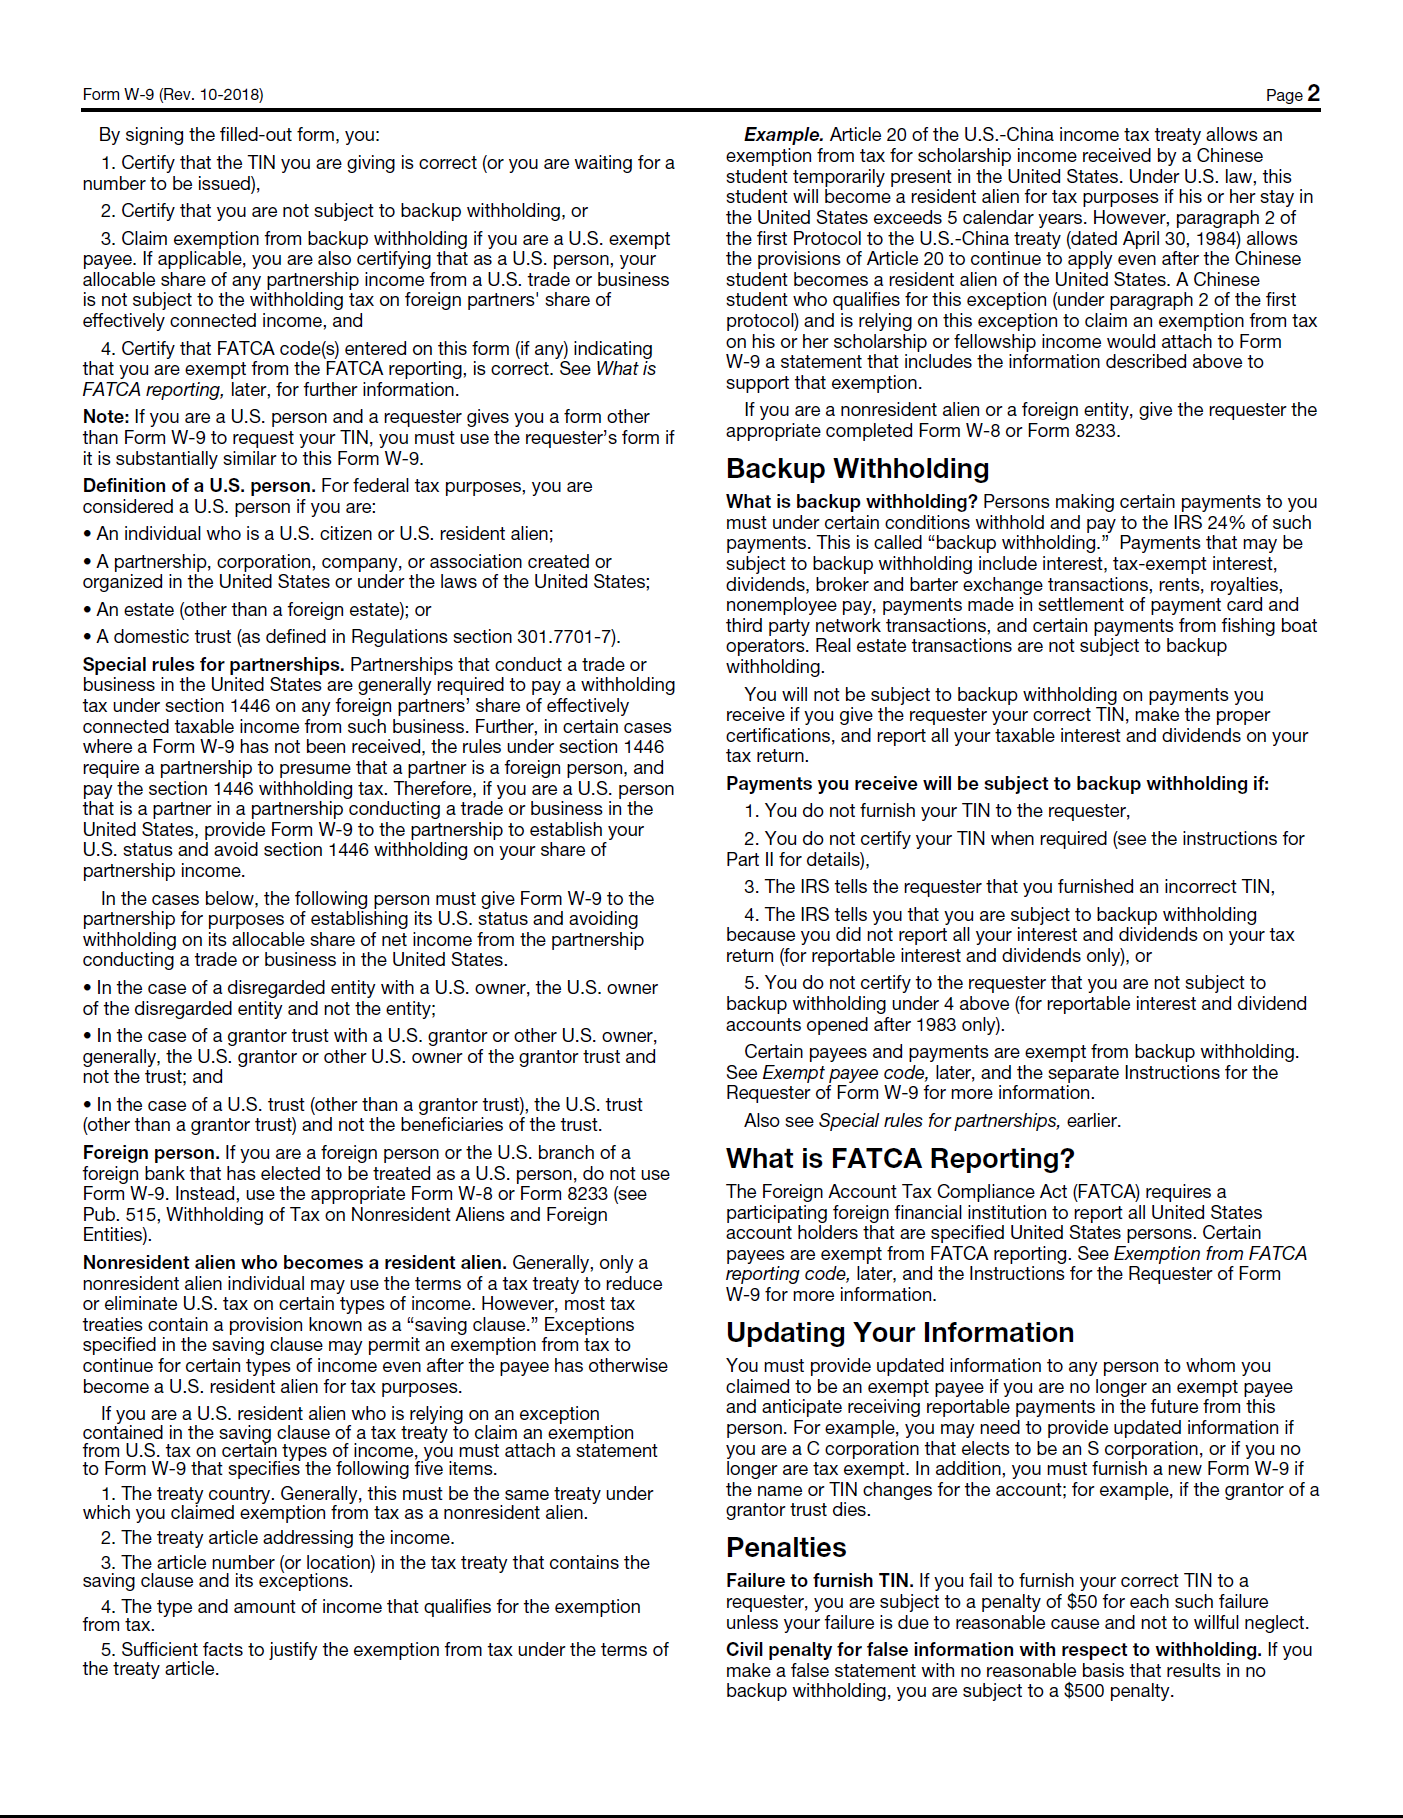 Form W-9 (Rev. 10-2018)
Page 2
By signing the filled-out form, you:
1. Certify that the TIN you are giving is correct (or you are waiting for a
number to be issued),
2. Certify that you are not subject to backup withholding, or
3. Claim exemption from backup withholding if you are a U.S. exempt
payee. If applicable, you are also certifying that as a U.S. person, your
allocable share of any partnership income from a U.S. trade or business
is not subject to the withholding tax on foreign partners' share of
effectively connected income, and
4. Certify that FATCA code(s) entered on this form (if any) indicating
that you are exempt from the FATCA reporting, is correct. See What is
FATCA reporting, later, for further information.
Note: If you are a U.S. person and a requester gives you a form other
than Form W-9 to request your TIN, you must use the requester’s form if
it is substantially similar to this Form W-9.
Definition of a U.S. person. For federal tax purposes, you are
considered a U.S. person if you are:
• An individual who is a U.S. citizen or U.S. resident alien;
• A partnership, corporation, company, or association created or
organized in the United States or under the laws of the United States;
• An estate (other than a foreign estate); or
• A domestic trust (as defined in Regulations section 301.7701-7).
Special rules for partnerships. Partnerships that conduct a trade or
business in the United States are generally required to pay a withholding
tax under section 1446 on any foreign partners’ share of effectively
connected taxable income from such business. Further, in certain cases
where a Form W-9 has not been received, the rules under section 1446
require a partnership to presume that a partner is a foreign person, and
pay the section 1446 withholding tax. Therefore, if you are a U.S. person
that is a partner in a partnership conducting a trade or business in the
United States, provide Form W-9 to the partnership to establish your
U.S. status and avoid section 1446 withholding on your share of
partnership income.
In the cases below, the following person must give Form W-9 to the
partnership for purposes of establishing its U.S. status and avoiding
withholding on its allocable share of net income from the partnership
conducting a trade or business in the United States.
• In the case of a disregarded entity with a U.S. owner, the U.S. owner
of the disregarded entity and not the entity;
• In the case of a grantor trust with a U.S. grantor or other U.S. owner,
generally, the U.S. grantor or other U.S. owner of the grantor trust and
not the trust; and
• In the case of a U.S. trust (other than a grantor trust), the U.S. trust
(other than a grantor trust) and not the beneficiaries of the trust.
Foreign person. If you are a foreign person or the U.S. branch of a
foreign bank that has elected to be treated as a U.S. person, do not use
Form W-9. Instead, use the appropriate Form W-8 or Form 8233 (see
Pub. 515, Withholding of Tax on Nonresident Aliens and Foreign
Entities).
Nonresident alien who becomes a resident alien. Generally, only a
nonresident alien individual may use the terms of a tax treaty to reduce
or eliminate U.S. tax on certain types of income. However, most tax
treaties contain a provision known as a “saving clause.” Exceptions
specified in the saving clause may permit an exemption from tax to
continue for certain types of income even after the payee has otherwise
become a U.S. resident alien for tax purposes.
If you are a U.S. resident alien who is relying on an exception
contained in the saving clause of a tax treaty to claim an exemption
from U.S. tax on certain types of income, you must attach a statement
to Form W-9 that specifies the following five items.
1. The treaty country. Generally, this must be the same treaty under
which you claimed exemption from tax as a nonresident alien.
2. The treaty article addressing the income.
3. The article number (or location) in the tax treaty that contains the
saving clause and its exceptions.
4. The type and amount of income that qualifies for the exemption
from tax.
5. Sufficient facts to justify the exemption from tax under the terms of
the treaty article.
Example. Article 20 of the U.S.-China income tax treaty allows an
exemption from tax for scholarship income received by a Chinese
student temporarily present in the United States. Under U.S. law, this
student will become a resident alien for tax purposes if his or her stay in
the United States exceeds 5 calendar years. However, paragraph 2 of
the first Protocol to the U.S.-China treaty (dated April 30, 1984) allows
the provisions of Article 20 to continue to apply even after the Chinese
student becomes a resident alien of the United States. A Chinese
student who qualifies for this exception (under paragraph 2 of the first
protocol) and is relying on this exception to claim an exemption from tax
on his or her scholarship or fellowship income would attach to Form
W-9 a statement that includes the information described above to
support that exemption.
If you are a nonresident alien or a foreign entity, give the requester the
appropriate completed Form W-8 or Form 8233.
Backup Withholding
What is backup withholding? Persons making certain payments to you
must under certain conditions withhold and pay to the IRS 24% of such
payments. This is called “backup withholding.” Payments that may be
subject to backup withholding include interest, tax-exempt interest,
dividends, broker and barter exchange transactions, rents, royalties,
nonemployee pay, payments made in settlement of payment card and
third party network transactions, and certain payments from fishing boat
operators. Real estate transactions are not subject to backup
withholding.
You will not be subject to backup withholding on payments you
receive if you give the requester your correct TIN, make the proper
certifications, and report all your taxable interest and dividends on your
tax return.
Payments you receive will be subject to backup withholding if:
1. You do not furnish your TIN to the requester,
2. You do not certify your TIN when required (see the instructions for
Part II for details),
3. The IRS tells the requester that you furnished an incorrect TIN,
4. The IRS tells you that you are subject to backup withholding
because you did not report all your interest and dividends on your tax
return (for reportable interest and dividends only), or
5. You do not certify to the requester that you are not subject to
backup withholding under 4 above (for reportable interest and dividend
accounts opened after 1983 only).
Certain payees and payments are exempt from backup withholding.
See Exempt payee code, later, and the separate Instructions for the
Requester of Form W-9 for more information.
Also see Special rules for partnerships, earlier.
What is FATCA Reporting?
The Foreign Account Tax Compliance Act (FATCA) requires a
participating foreign financial institution to report all United States
account holders that are specified United States persons. Certain
payees are exempt from FATCA reporting. See Exemption from FATCA
reporting code, later, and the Instructions for the Requester of Form
W-9 for more information.
Updating Your Information
You must provide updated information to any person to whom you
claimed to be an exempt payee if you are no longer an exempt payee
and anticipate receiving reportable payments in the future from this
person. For example, you may need to provide updated information if
you are a C corporation that elects to be an S corporation, or if you no
longer are tax exempt. In addition, you must furnish a new Form W-9 if
the name or TIN changes for the account; for example, if the grantor of a
grantor trust dies.
Penalties
Failure to furnish TIN. If you fail to furnish your correct TIN to a
requester, you are subject to a penalty of $50 for each such failure
unless your failure is due to reasonable cause and not to willful neglect.
Civil penalty for false information with respect to withholding. If you
make a false statement with no reasonable basis that results in no
backup withholding, you are subject to a $500 penalty.